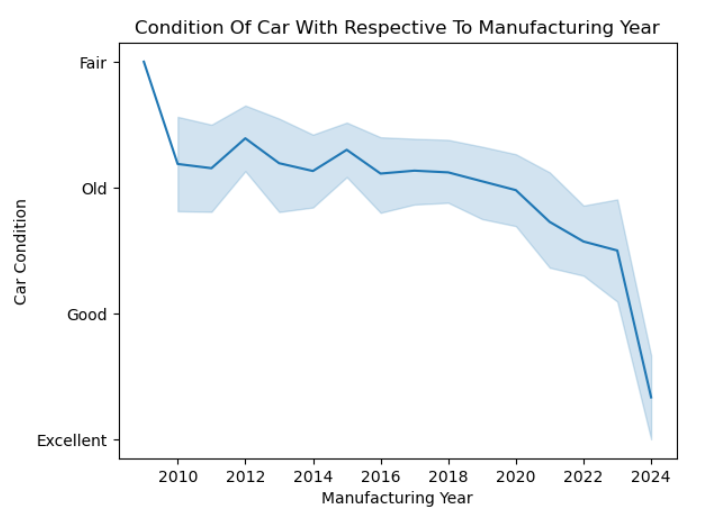 Condition Of Car With Respective To Manufacturing Year
Fair
Old
Good
Excellent
Car Condition
2010 2012 2014 2016 2018 2020 2022 2024
Manufacturing Year